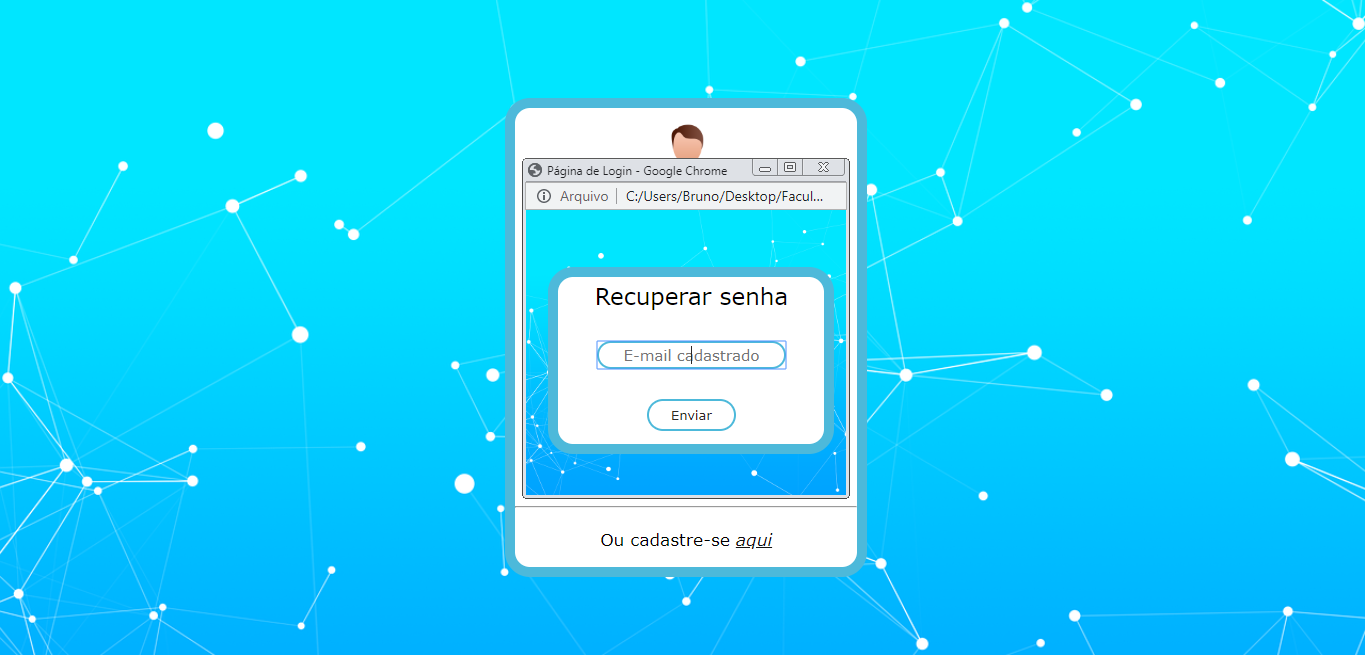 Página de Login - Google Chrome
Arquivo | C:/Users/Bruno/Desktop/Facul...
Recuperar senha
E-mail cadastrado
Enviar
Ou cadastre-se aqui